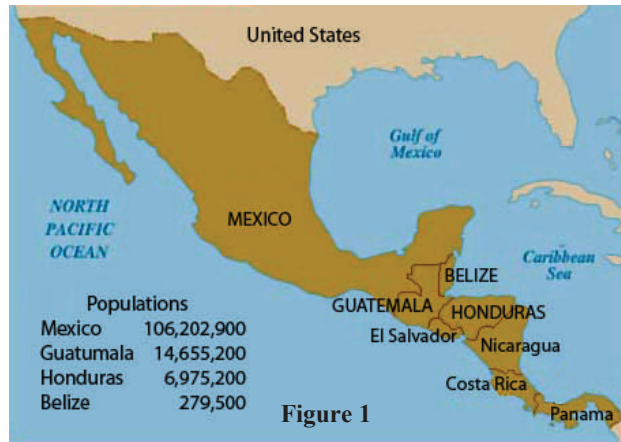 United States
Gulf of
Mexico
NORTH
PACIFIC
OCEAN
MEXICO
Caribbean
Sea
BELIZE
GUATEMALA
HONDURAS
El Salvador
Nicaragua
Costa Rica
Panama
Populations
Mexico 106,202,900
Guatumala 14,655,200
Honduras 6,975,200
Belize 279,500
Figure 1